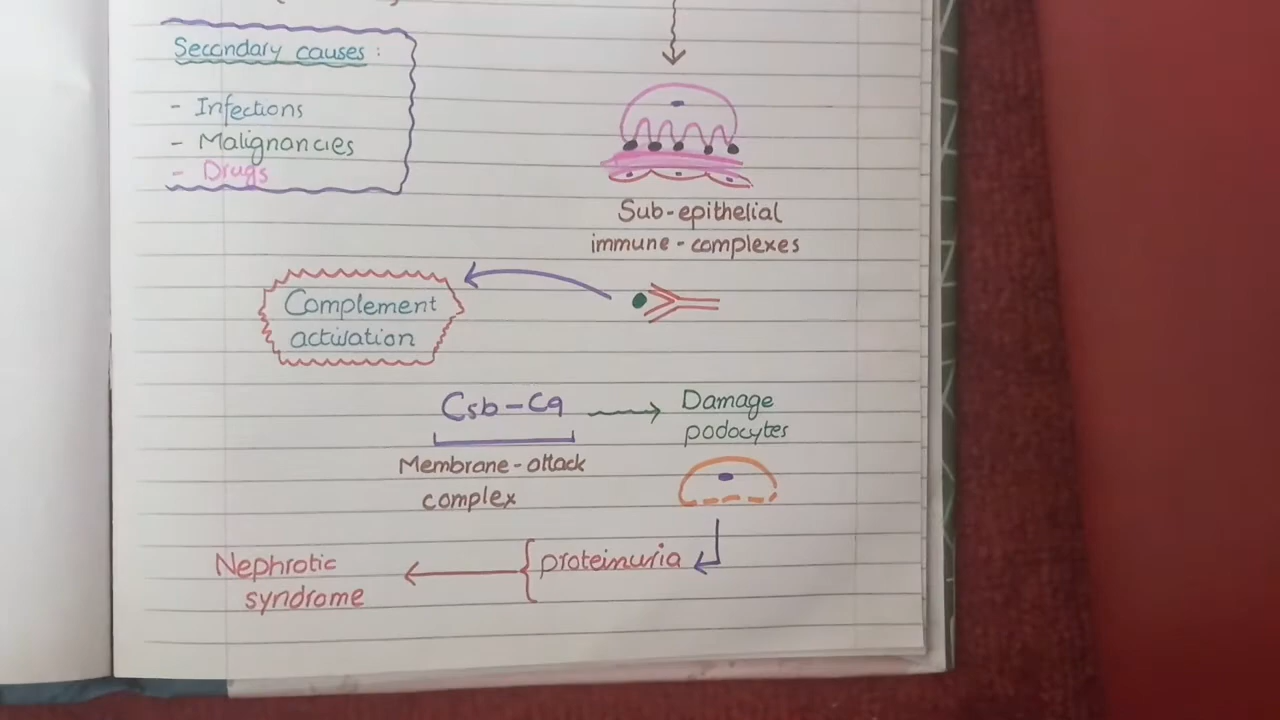 Secondary causes :
- Infections
- Malignancies
- Drugs
Sub-epithelial
immune-complexes
Complement
activation
C5b-C9
Damage
podocytes
Membrane-attack
complex
proteinuria
Nephrotic
syndrome